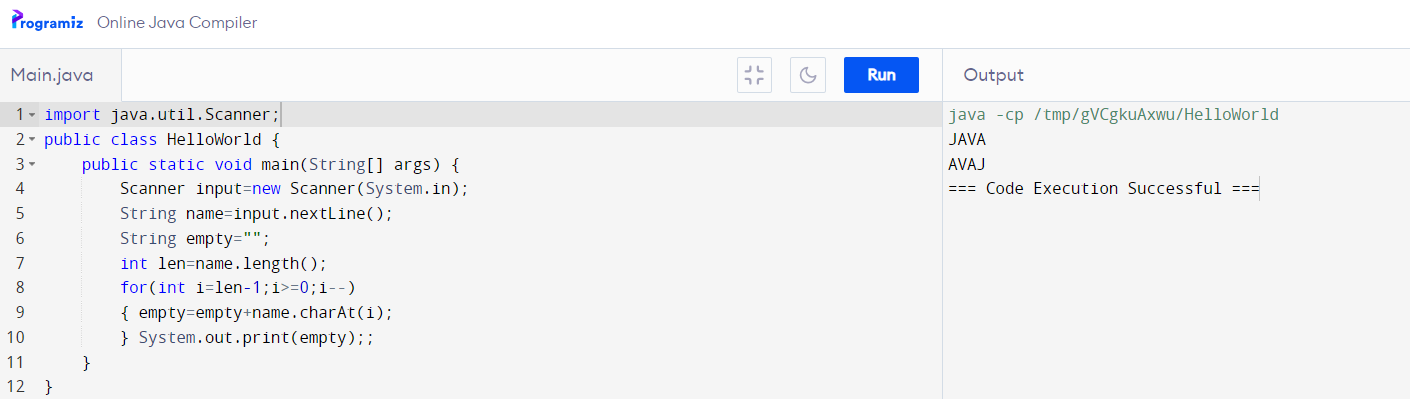 Programiz Online Java Compiler
Main.java
Run
Output
1 import java.util.Scanner;
2 public class HelloWorld {
3 public static void main(String[] args) {
4 Scanner input=new Scanner(System.in);
5 String name=input.nextLine();
6 String empty="";
7 int len=name.length();
8 for(int i=len-1;i>=0;i--)
9 { empty=empty+name.charAt(i);
10 } System.out.print(empty);;
11 }
12 }
java -cp /tmp/gVCgkuAxwu/HelloWorld
JAVA
AVAJ
=== Code Execution Successful ===